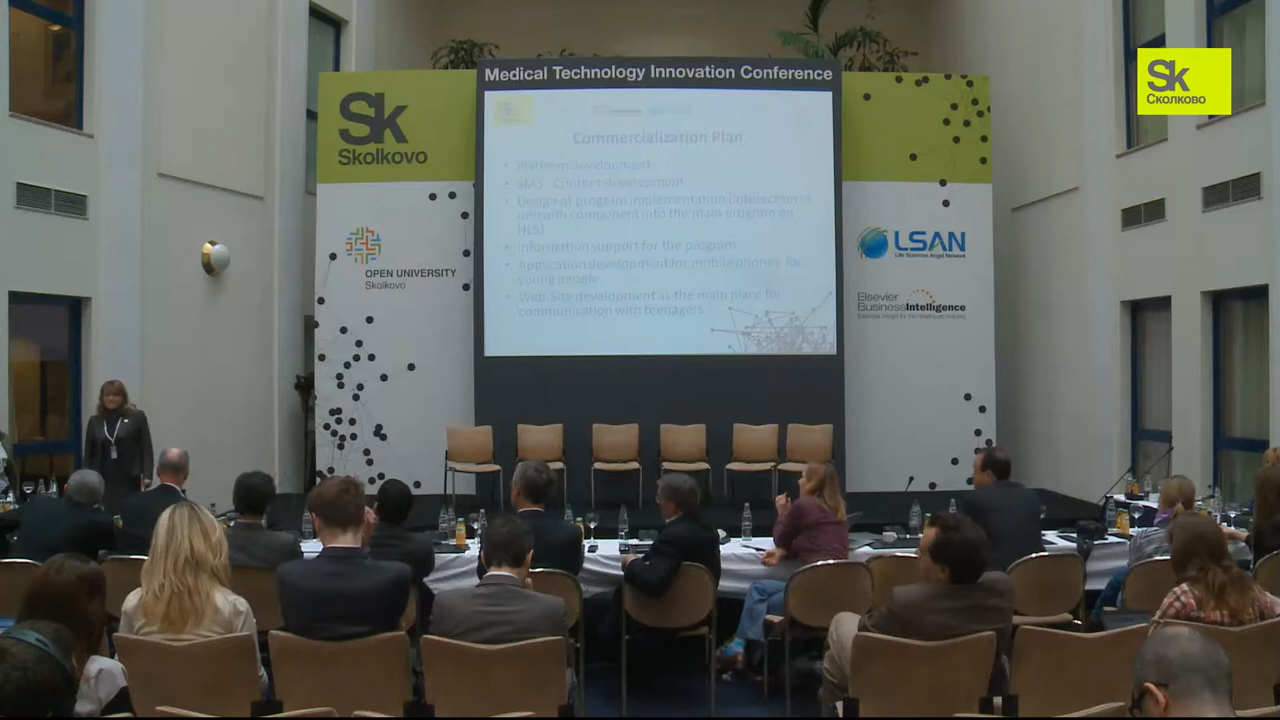 Medical Technology Innovation Conference
Sk
Skolkovo
Sk
Сколково
Commercialization Plan
• Platform development
• SMS - Content development
• Design of program implementation (interaction of
mhealth component into the main program on
HLS)
• Information support for the program
• Application development for mobile phones for
young people
• Web-Site development as the main place for
communication with teenagers
OPEN UNIVERSITY
Skolkovo
LSAN
Life Sciences Angel Network
Elsevier
Business Intelligence